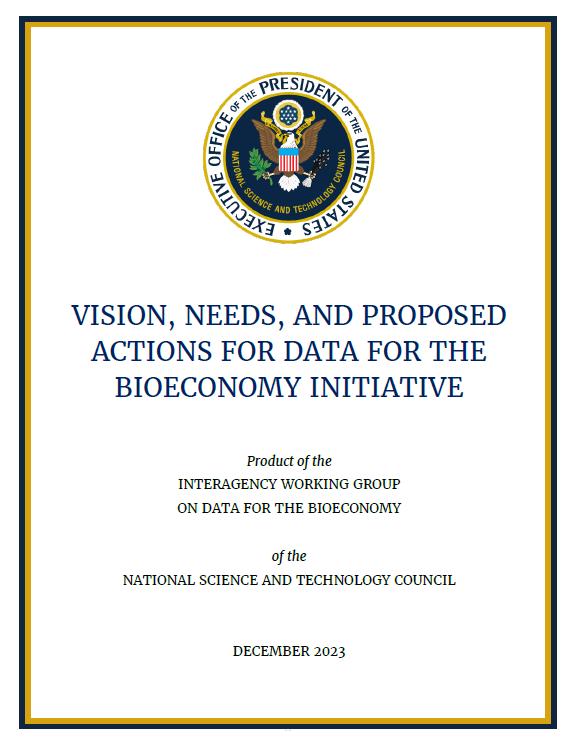 EXECUTIVE OFFICE OF THE PRESIDENT OF THE UNITED STATES
NATIONAL SCIENCE AND TECHNOLOGY COUNCIL
VISION, NEEDS, AND PROPOSED
ACTIONS FOR DATA FOR THE
BIOECONOMY INITIATIVE
Product of the
INTERAGENCY WORKING GROUP
ON DATA FOR THE BIOECONOMY
of the
NATIONAL SCIENCE AND TECHNOLOGY COUNCIL
DECEMBER 2023